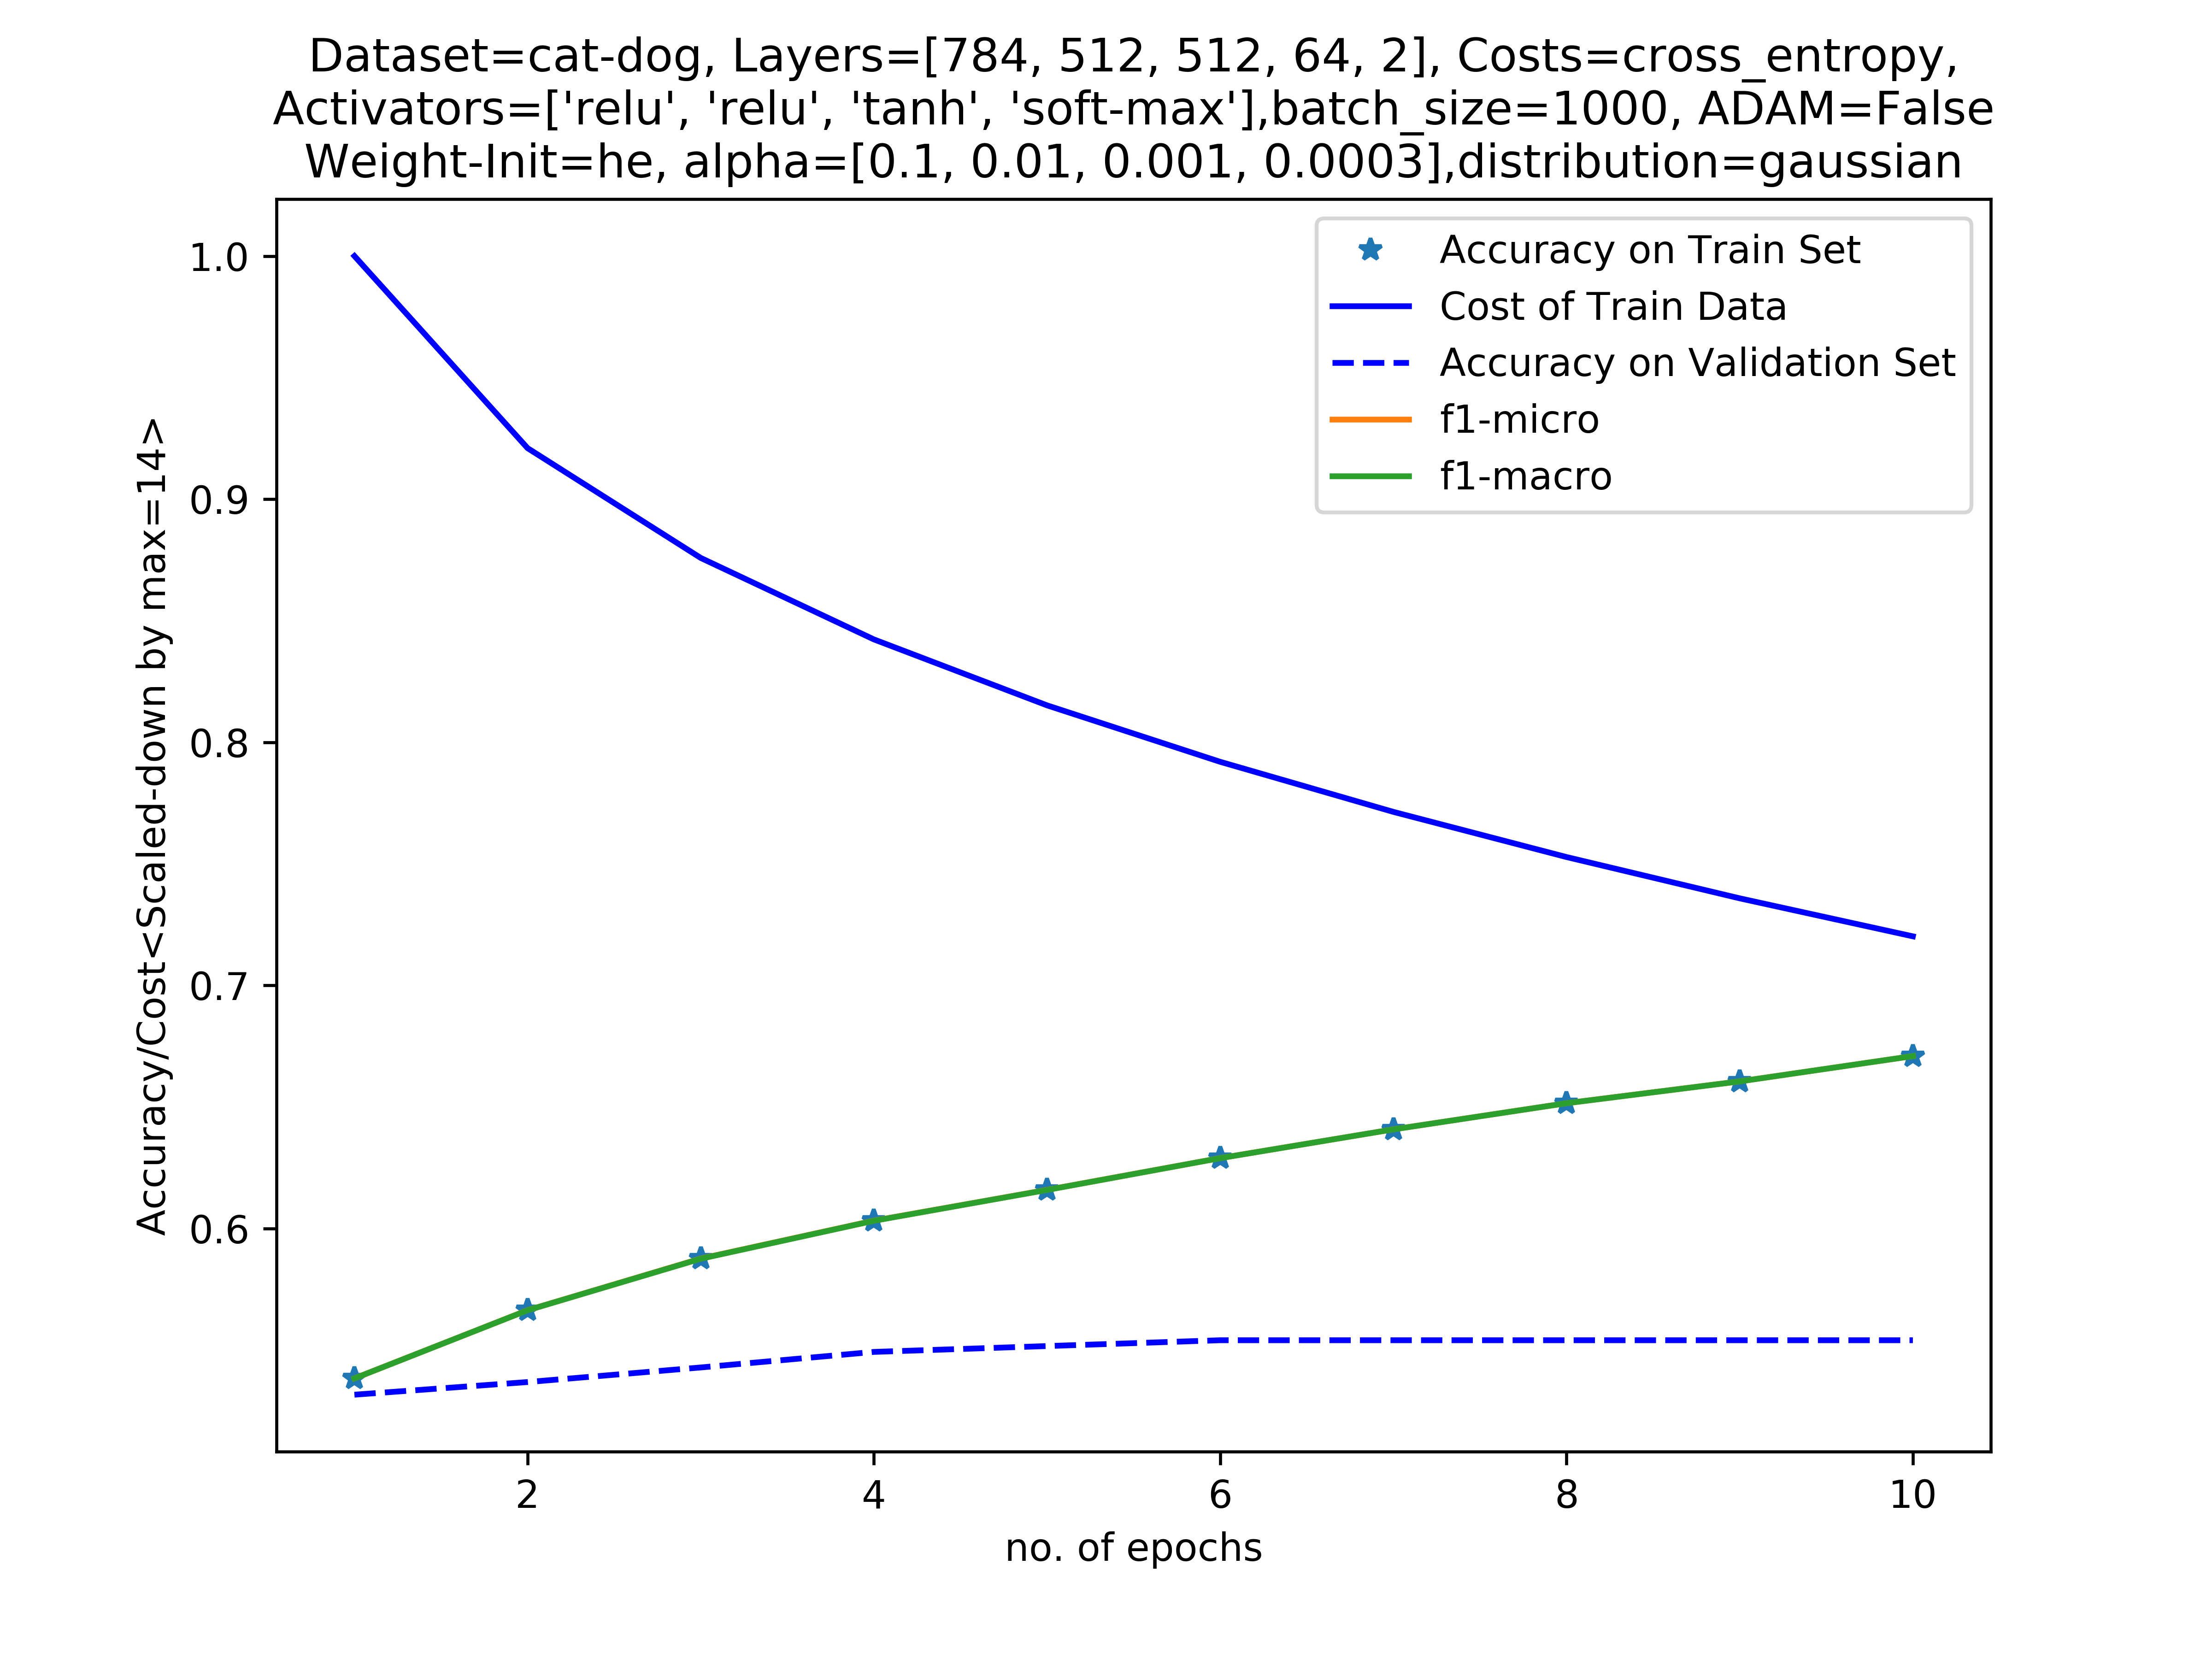 Dataset=cat-dog, Layers=[784, 512, 512, 64, 2], Costs=cross_entropy,
Activators=['relu', 'relu', 'tanh', 'soft-max'],batch_size=1000, ADAM=False
Weight-Init=he, alpha=[0.1, 0.01, 0.001, 0.0003],distribution=gaussian
Accuracy on Train Set
Cost of Train Data
Accuracy on Validation Set
f1-micro
f1-macro
Accuracy/Cost<Scaled-down by max=14>
1.0
0.9
0.8
0.7
0.6
2 4 6 8 10
no. of epochs